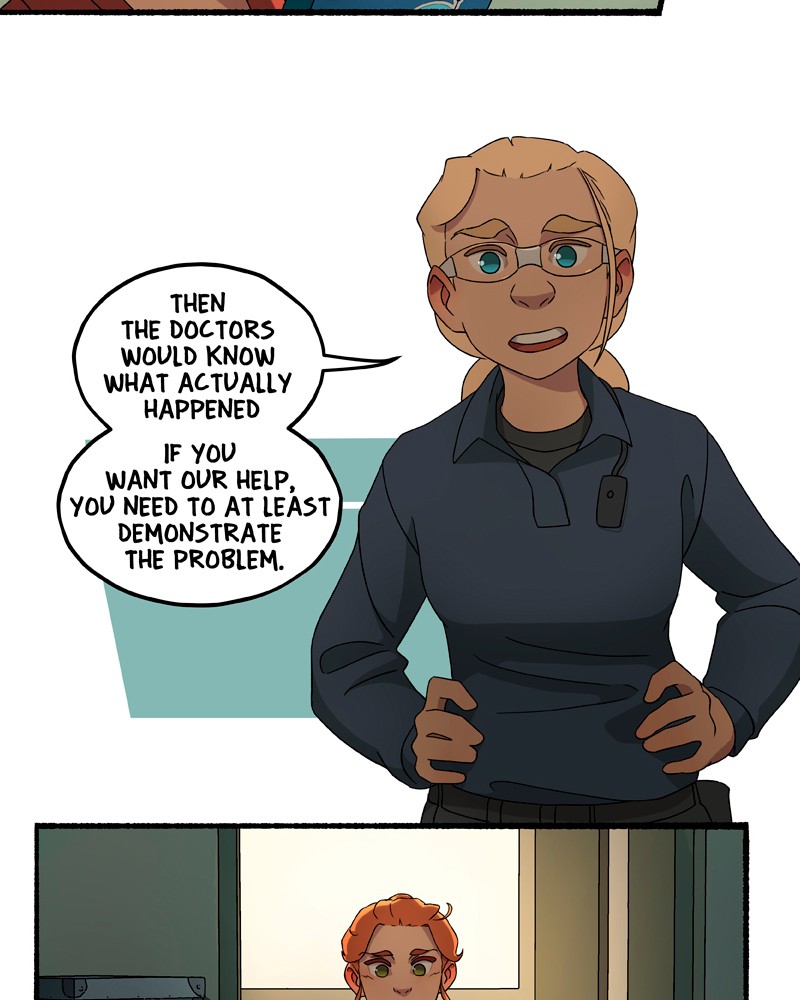 THEN
THE DOCTORS
WOULD KNOW
WHAT ACTUALLY
HAPPENED
IF YOU
WANT OUR HELP,
YOU NEED TO AT LEAST
DEMONSTRATE
THE PROBLEM.